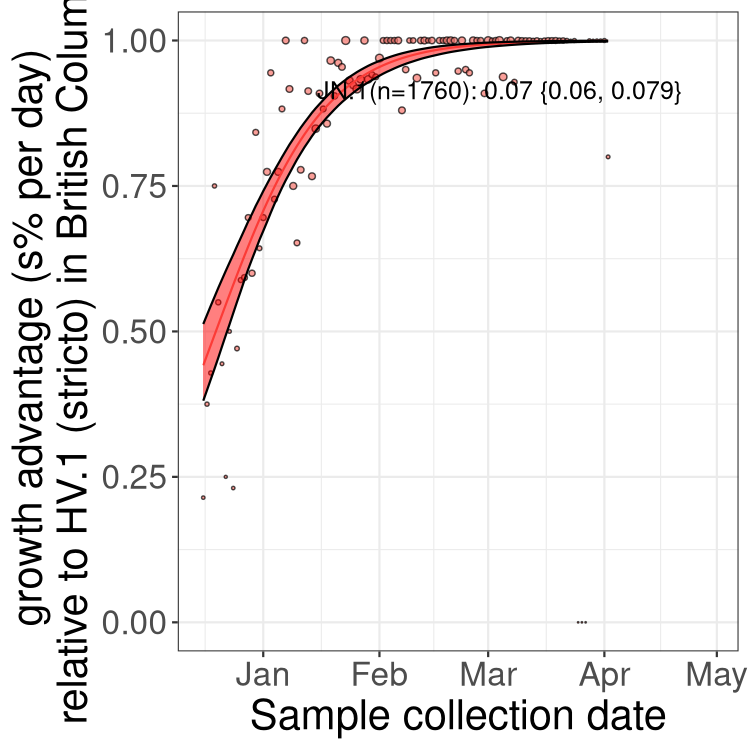 growth advantage (s% per day)
relative to HV.1 (stricto) in British Colum
1.00
0.75
0.50
0.25
0.00
JN.1(n=1760): 0.07 {0.06, 0.079}
Jan Feb Mar Apr May
Sample collection date